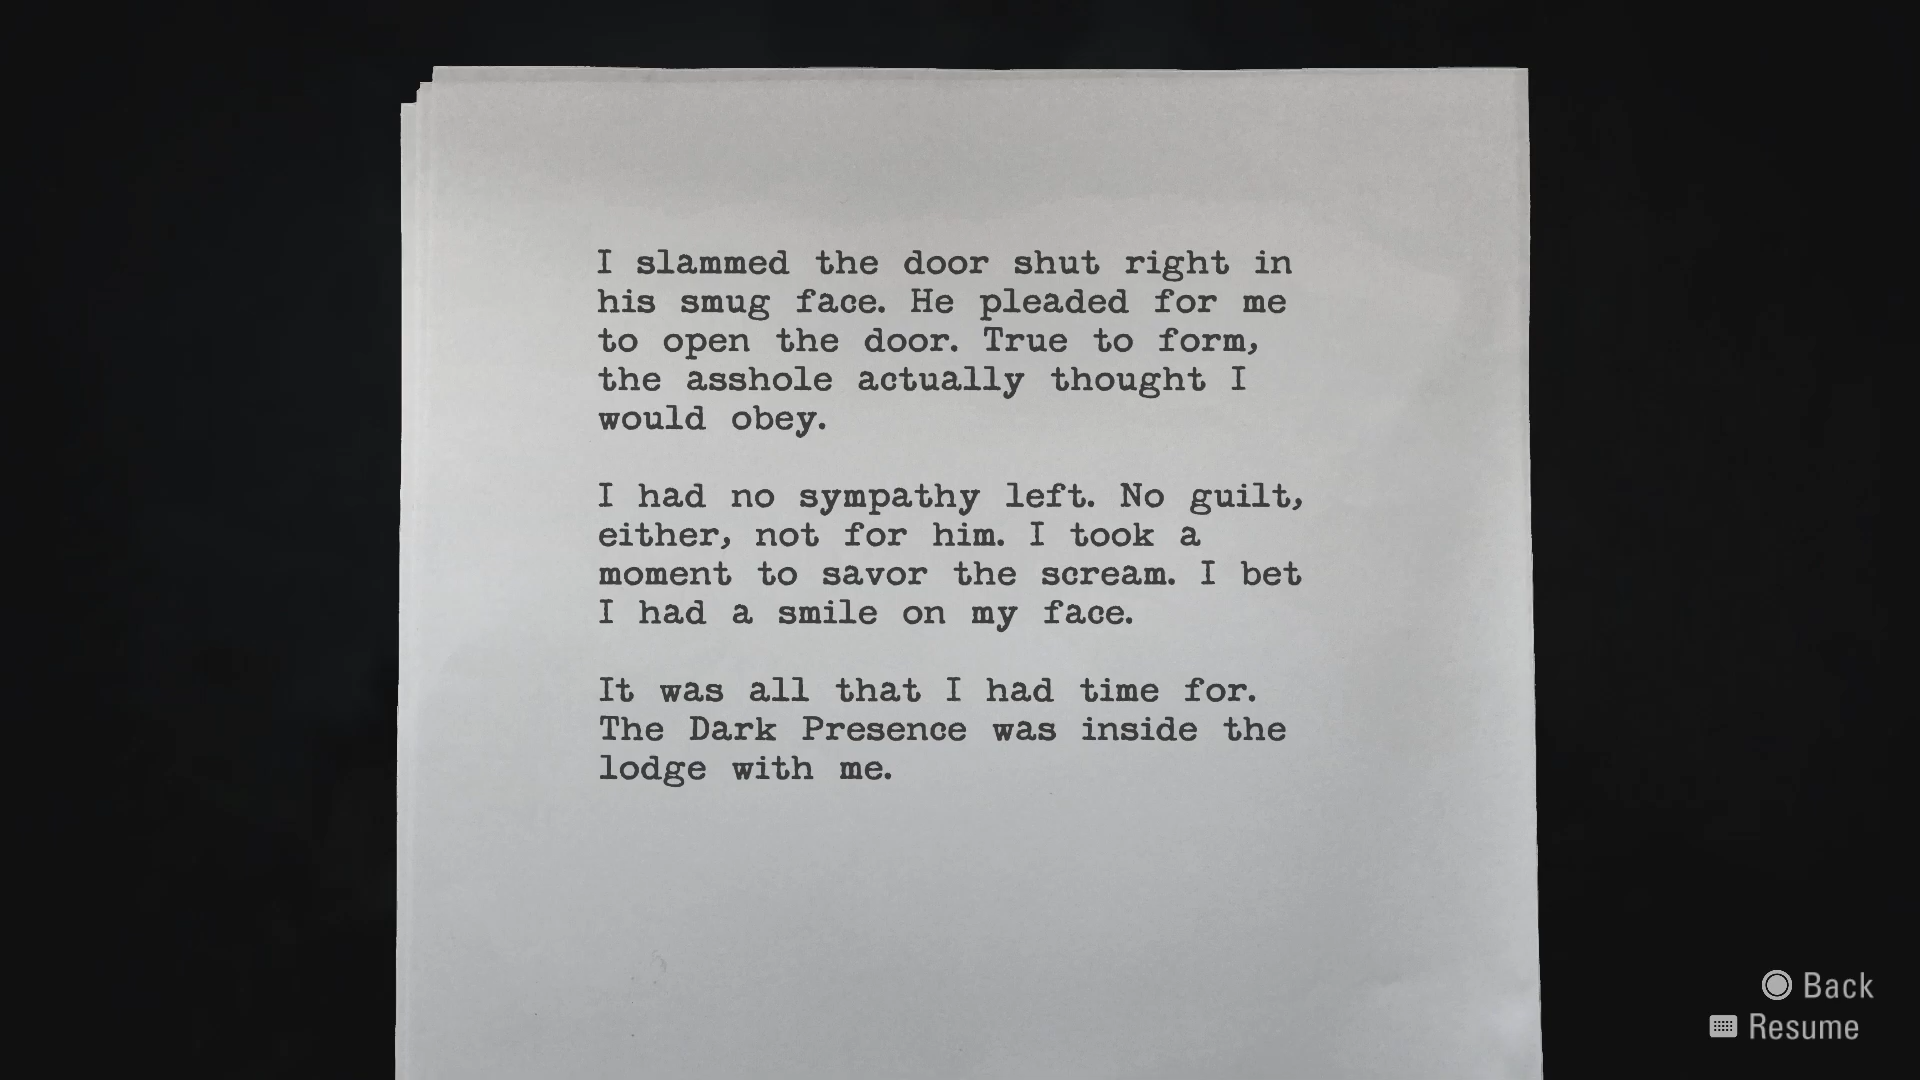 I slammed the door shut right in
his smug face. He pleaded for me
to open the door. True to form,
the asshole actually thought I
would obey.
I had no sympathy left. No guilt,
either, not for him. I took a
moment to savor the scream. I bet
I had a smile on my face.
It was all that I had time for.
The Dark Presence was inside the
lodge with me.
Back
Resume